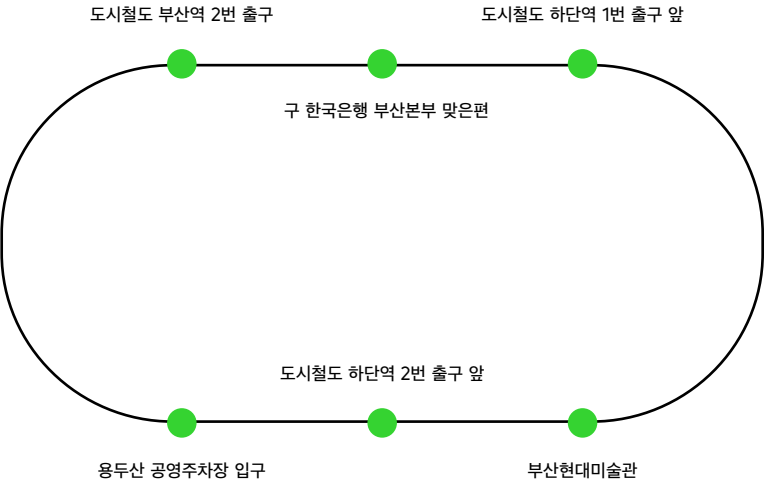 도시철도 부산역 2번 출구
도시철도 하단역 1번 출구 앞
구 한국은행 부산본부 맞은편
도시철도 하단역 2번 출구 앞
용두산 공영주차장 입구
부산현대미술관